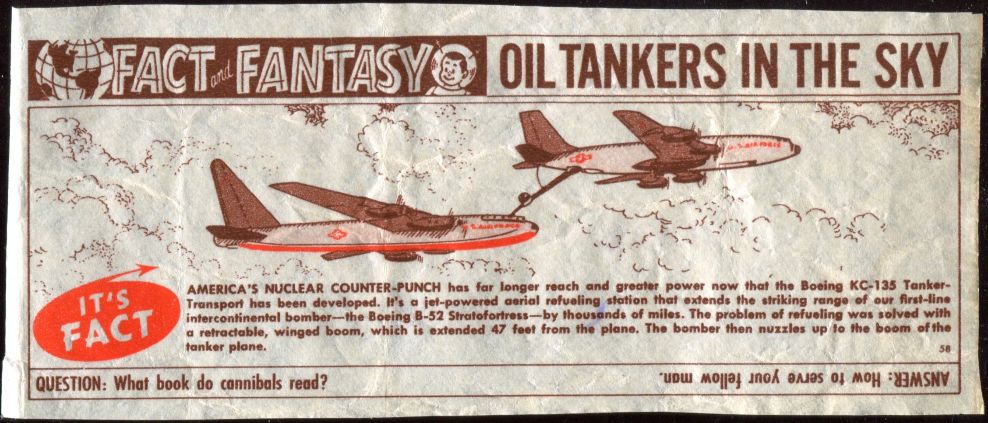 FACT and FANTASY OIL TANKERS IN THE SKY
U.S. AIR FORCE
U.S. AIR FORCE
IT'S
FACT
AMERICA'S NUCLEAR COUNTER-PUNCH has far longer reach and greater power now that the Boeing KC-135 Tanker-
Transport has been developed. It's a jet-powered aerial refueling station that extends the striking range of our first-line
intercontinental bomber—the Boeing B-52 Stratofortress—by thousands of miles. The problem of refueling was solved with
a retractable, winged boom, which is extended 47 feet from the plane. The bomber then nuzzles up to the boom of the
tanker plane.
58
QUESTION: What book do cannibals read?
ANSWER: How to serve your fellow man.